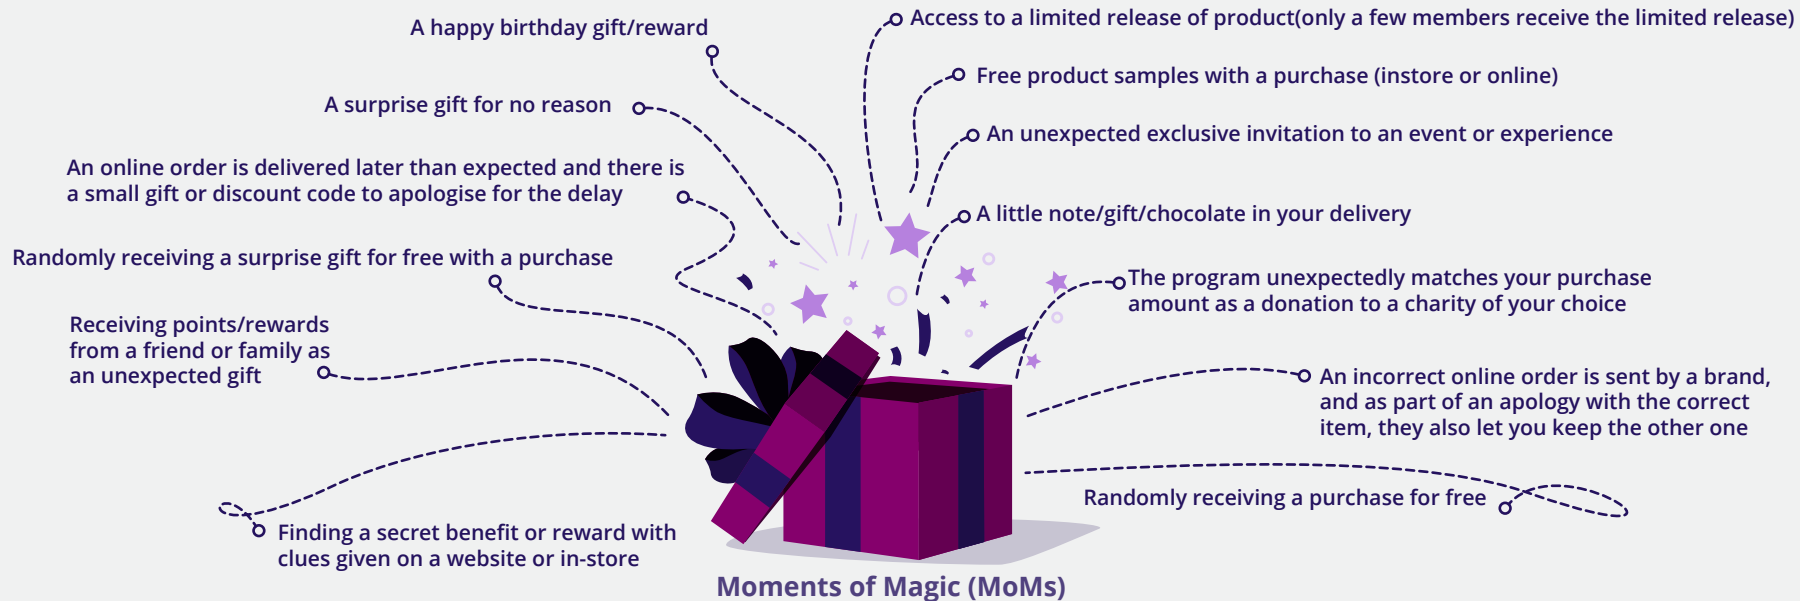 A happy birthday gift/reward
A surprise gift for no reason
An online order is delivered later than expected and there is
a small gift or discount code to apologise for the delay
Randomly receiving a surprise gift for free with a purchase
Receiving points/rewards
from a friend or family as
an unexpected gift
Finding a secret benefit or reward with
clues given on a website or in-store
Access to a limited release of product(only a few members receive the limited release)
Free product samples with a purchase (instore or online)
An unexpected exclusive invitation to an event or experience
A little note/gift/chocolate in your delivery
The program unexpectedly matches your purchase
amount as a donation to a charity of your choice
An incorrect online order is sent by a brand,
and as part of an apology with the correct
item, they also let you keep the other one
Randomly receiving a purchase for free
Moments of Magic (MoMs)